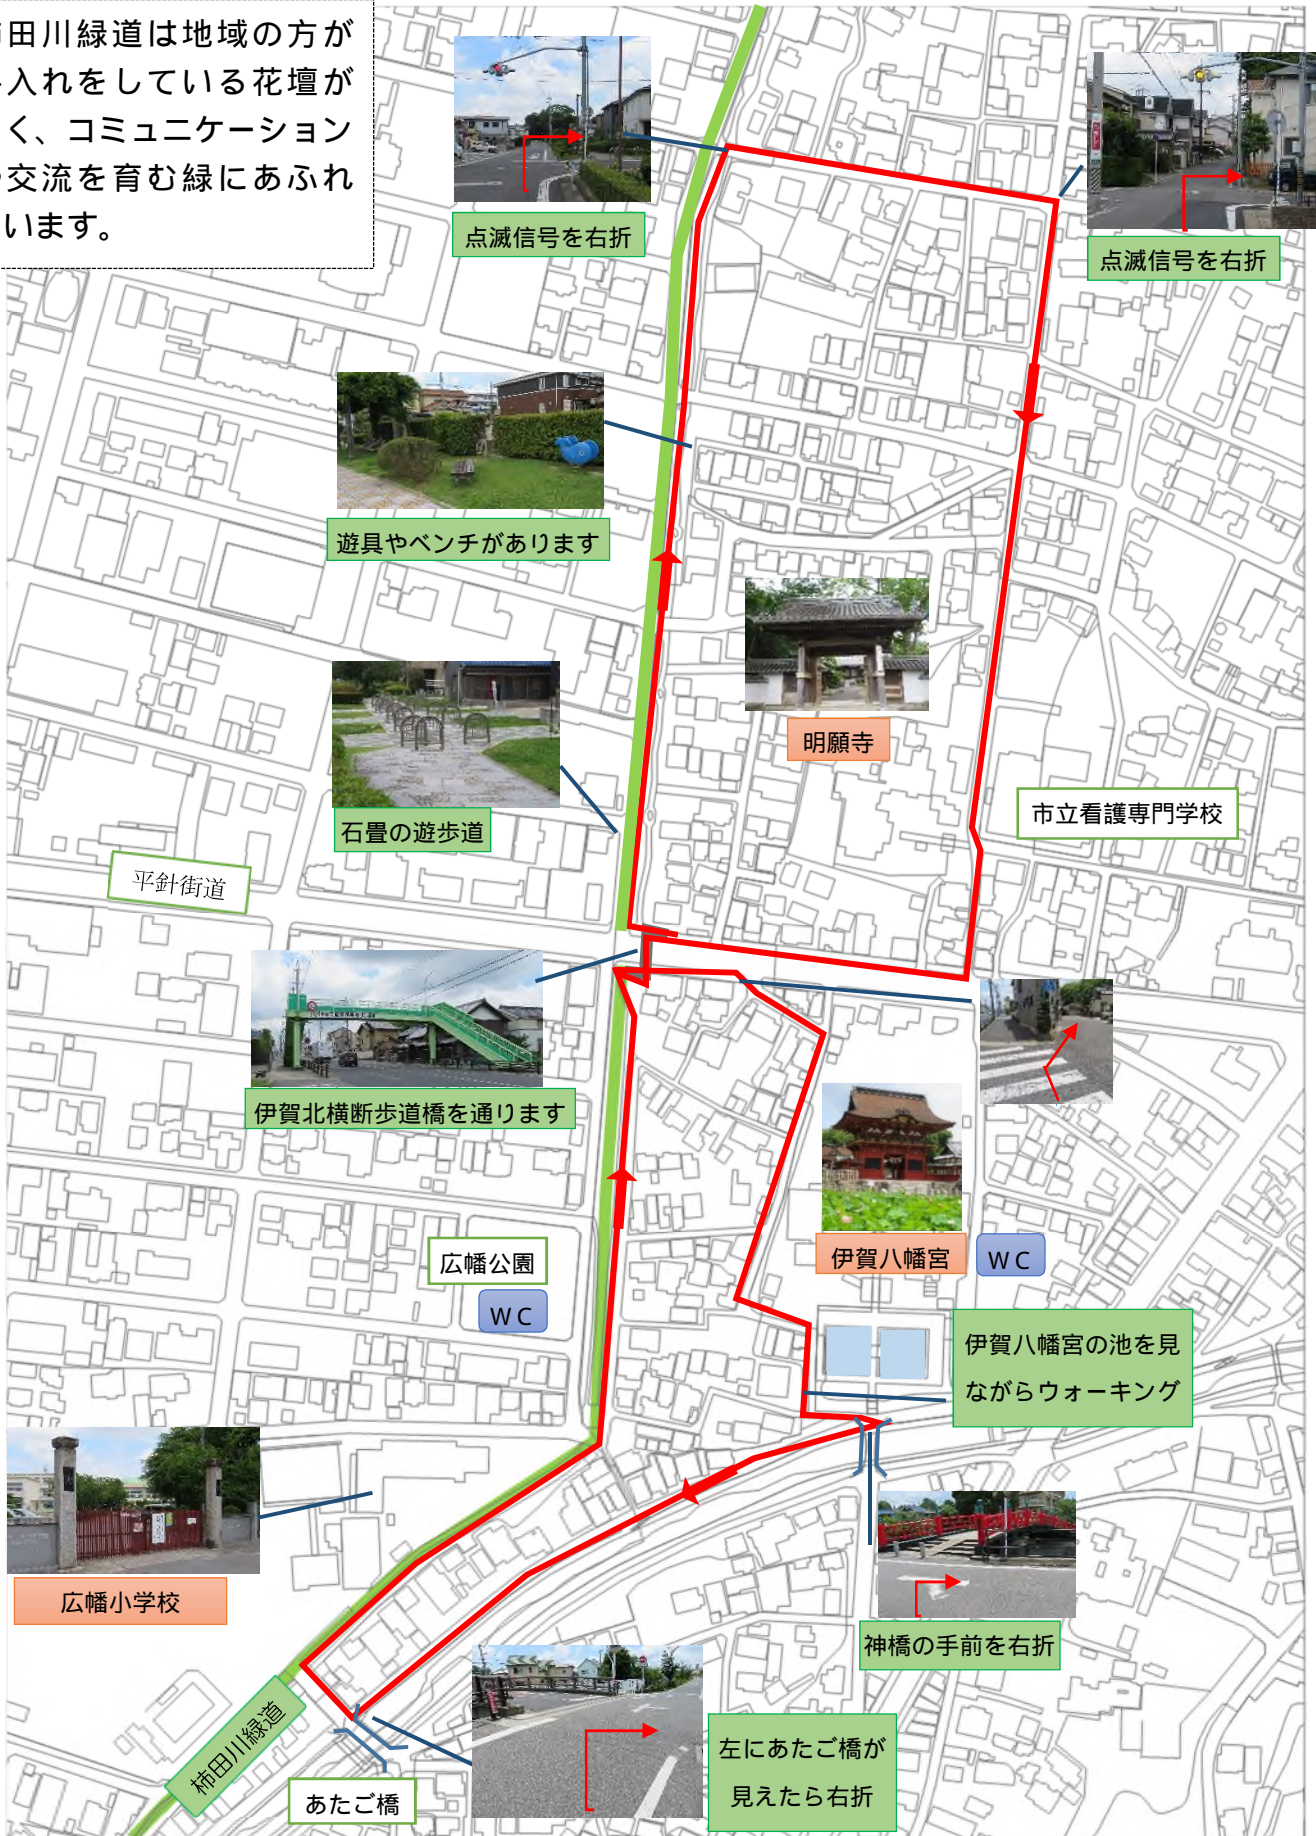 田川緑道は地域の方が
入れをしている花壇が
く、コミュニケーション
交流を育む緑にあふれ
います。
点滅信号を右折
点滅信号を右折
遊具やベンチがあります
明願寺
石畳の遊歩道
市立看護専門学校
平針街道
伊賀北横断歩道橋を通ります
伊賀八幡宮
WC
広幡公園
WC
伊賀八幡宮の池を見
ながらウォーキング
広幡小学校
神橋の手前を右折
柿田川緑道
あたご橋
左にあたご橋が
見えたら右折